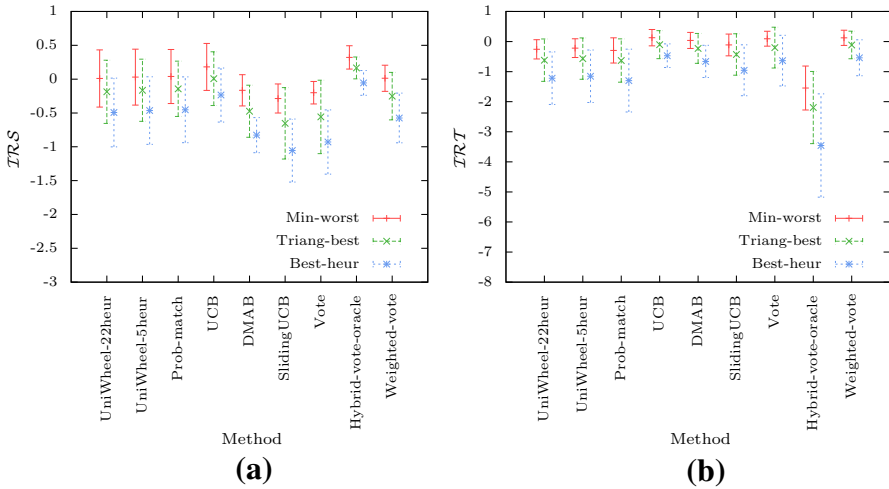 1
0.5
0
-0.5
-1
-1.5
-2
-2.5
-3
IRS
Min-worst
Triang-best
Best-heur
UniWheel-22heur
UniWheel-5heur
Prob-match
UCB
DMAB
SlidingUCB
Vote
Hybrid-vote-oracle
Weighted-vote
Method
(a)
1
0
-1
-2
-3
-4
-5
-6
-7
-8
IRT
Min-worst
Triang-best
Best-heur
UniWheel-22heur
UniWheel-5heur
Prob-match
UCB
DMAB
SlidingUCB
Vote
Hybrid-vote-oracle
Weighted-vote
Method
(b)